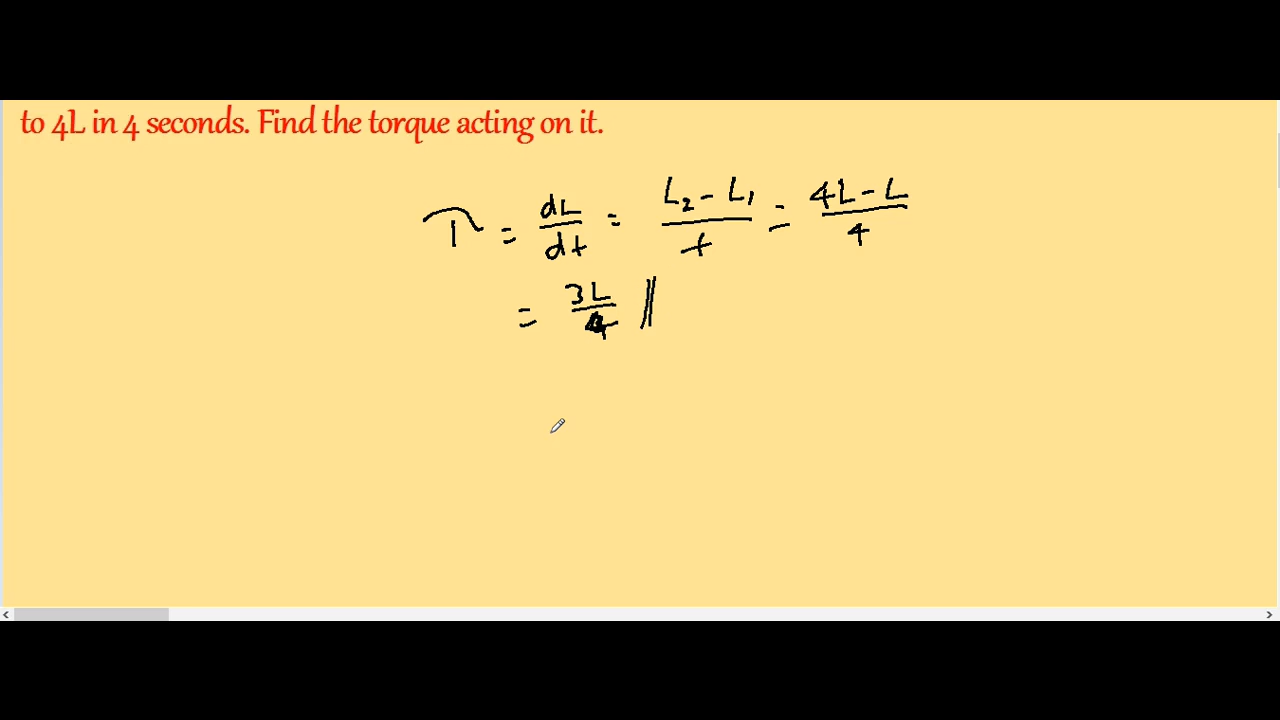 to 4L in 4 seconds. Find the torque acting on it.
τ = dL/dt = L₂ - L₁/t = 4L - L/4
= 3L/4 ||